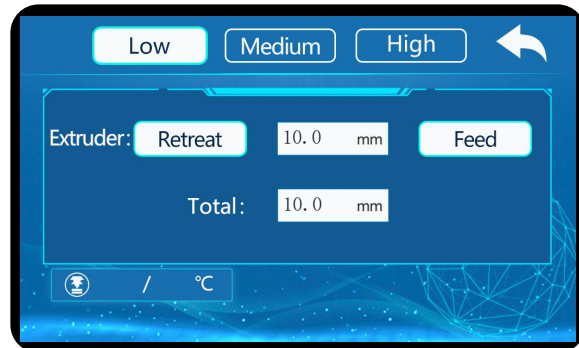 Low Medium High
Extruder: Retreat 10.0 mm Feed
Total: 10.0 mm
/ ℃